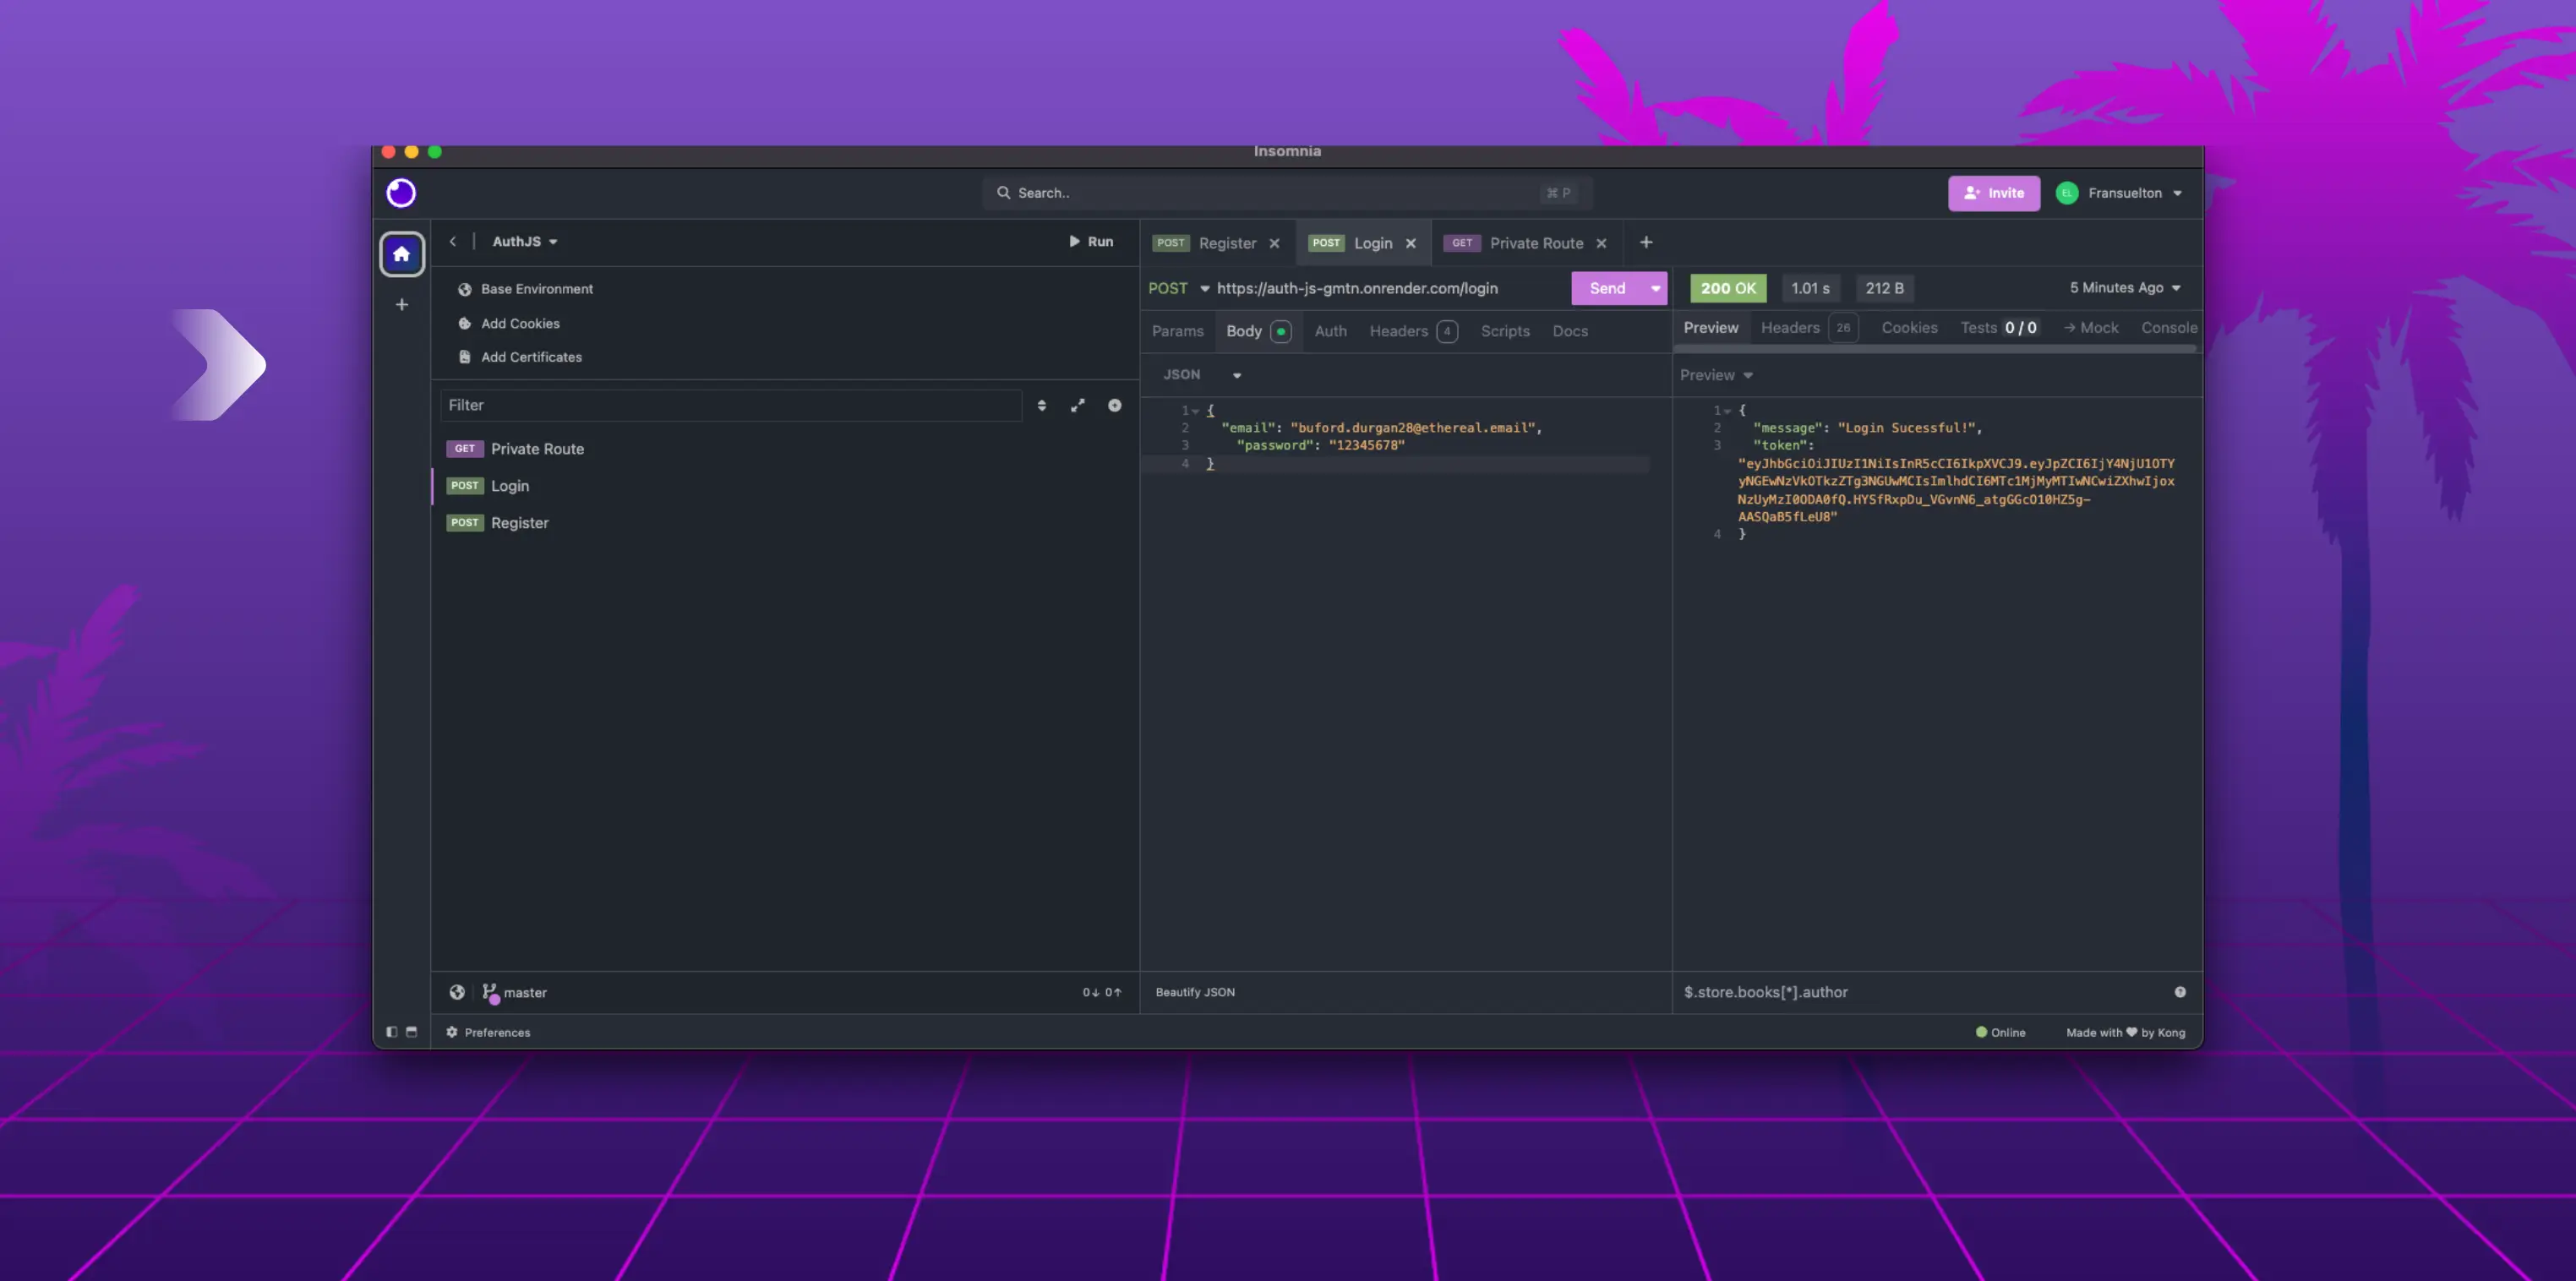 Insomnia
Search..
⌘ P
Invite
EL
Fransuelton
AuthJS
Run
Base Environment
Add Cookies
Add Certificates
Filter
GET Private Route
POST Login
POST Register
master
0↓ 0↑
Preferences
POST Register
POST Login
GET Private Route
POST https://auth-js-gmtn.onrender.com/login
Send
Params Body Auth Headers 4 Scripts Docs
JSON
1 {
2 "email": "buford.durgan28@ethereal.email",
3 "password": "12345678"
4 }
Beautify JSON
200 OK 1.01 s 212 B 5 Minutes Ago
Preview Headers 26 Cookies Tests 0 / 0 → Mock Console
Preview
1 {
2 "message": "Login Sucessful!",
3 "token":
"eyJhbGciOiJIUzI1NiIsInR5cCI6IkpXVCJ9.eyJpZCI6IjY4NjU1OTY
yNGEwNzVkOTkzZTg3NGUwMCIsImlhdCI6MTc1MjMyMTIwNCwiZXhwIjox
NzUyMzI0ODA0fQ.HYSfRxpDu_VGvnN6_atgGGcO10HZ5g-
AASQaB5fLeU8"
4 }
$.store.books[*].author
Online
Made with ♥ by Kong